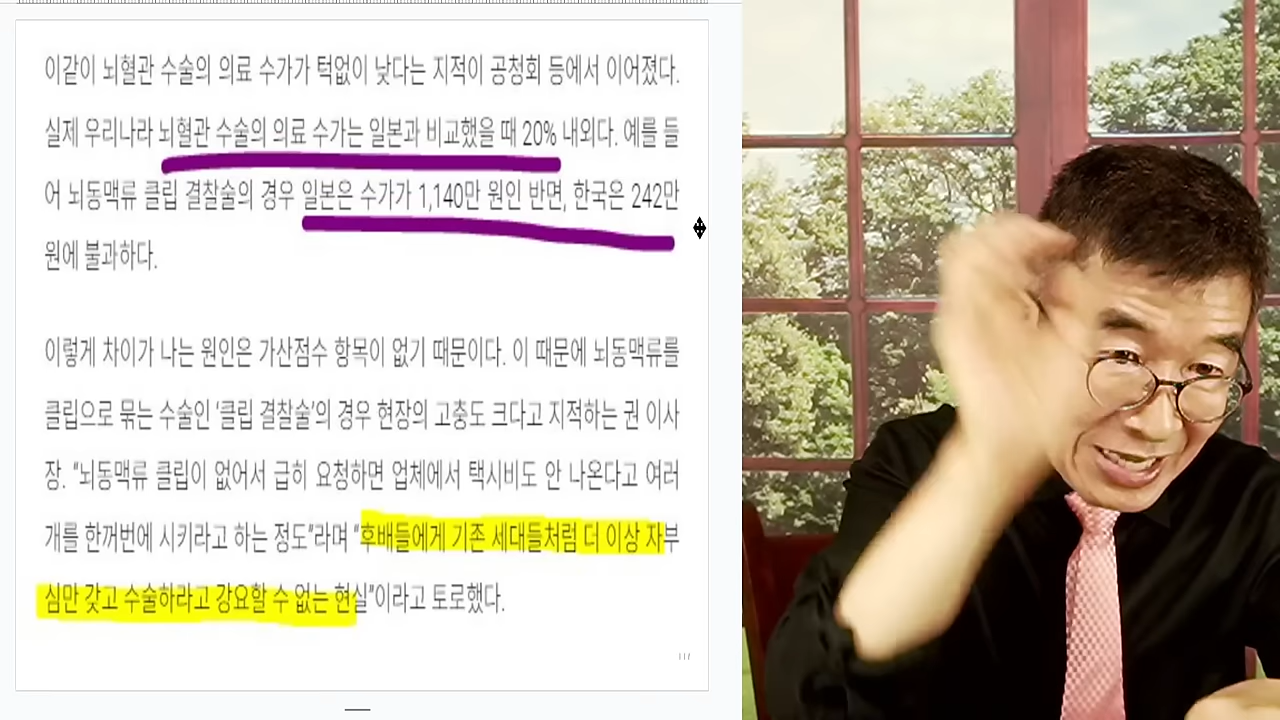 이같이 뇌혈관 수술의 의료 수가가 턱없이 낮다는 지적이 공청회 등에서 이어졌다.
실제 우리나라 뇌혈관 수술의 의료 수가는 일본과 비교했을 때 20% 내외다. 예를 들
어 뇌동맥류 클립 결찰술의 경우 일본은 수가가 1,140만 원인 반면, 한국은 242만
원에 불과하다.
이렇게 차이가 나는 원인은 가산점수 항목이 없기 때문이다. 이 때문에 뇌동맥류를
클립으로 묶는 수술인 ‘클립 결찰술’의 경우 현장의 고충도 크다고 지적하는 권 이사
장. “뇌동맥류 클립이 없어서 급히 요청하면 업체에서 택시비도 안 나온다고 여러
개를 한꺼번에 시키라고 하는 정도”라며 “후배들에게 기존 세대들처럼 더 이상 자부
심만 갖고 수술하라고 강요할 수 없는 현실”이라고 토로했다.